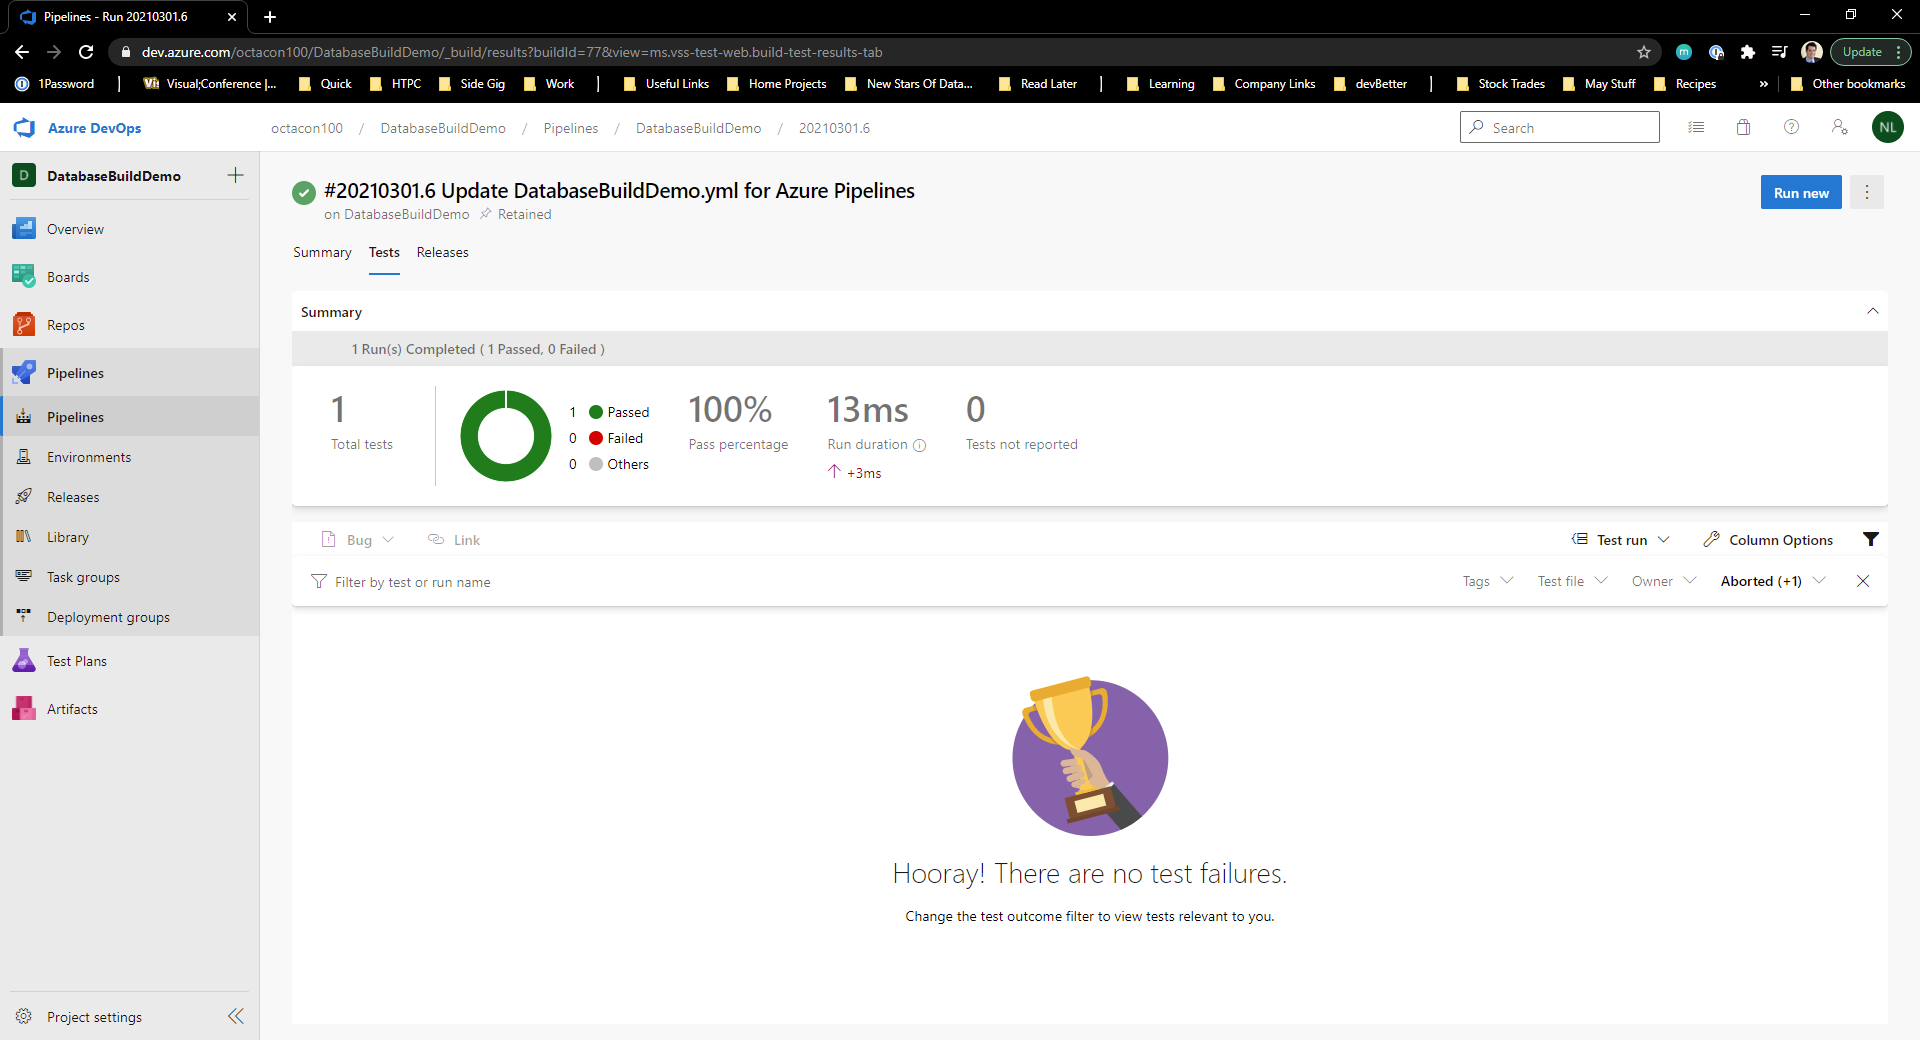 Pipelines - Run 20210301.6
dev.azure.com/octacon100/DatabaseBuildDemo/_build/results?buildId=77&view=ms.vss-test-web.build-test-results-tab
Update
1Password | Visual;Conference |... Quick HTPC Side Gig Work | Useful Links Home Projects New Stars Of Data... Read Later | Learning Company Links devBetter | Stock Trades May Stuff Recipes » Other bookmarks
Azure DevOps
octacon100 / DatabaseBuildDemo / Pipelines / DatabaseBuildDemo / 20210301.6
Search
NL
D DatabaseBuildDemo
Overview
Boards
Repos
Pipelines
Pipelines
Environments
Releases
Library
Task groups
Deployment groups
Test Plans
Artifacts
Project settings
#20210301.6 Update DatabaseBuildDemo.yml for Azure Pipelines
on DatabaseBuildDemo Retained
Run new
Summary Tests Releases
Summary
1 Run(s) Completed ( 1 Passed, 0 Failed )
1
Total tests
1 Passed
0 Failed
0 Others
100%
Pass percentage
13ms
Run duration
+3ms
0
Tests not reported
Bug Link Test run Column Options
Filter by test or run name Tags Test file Owner Aborted (+1)
Hooray! There are no test failures.
Change the test outcome filter to view tests relevant to you.